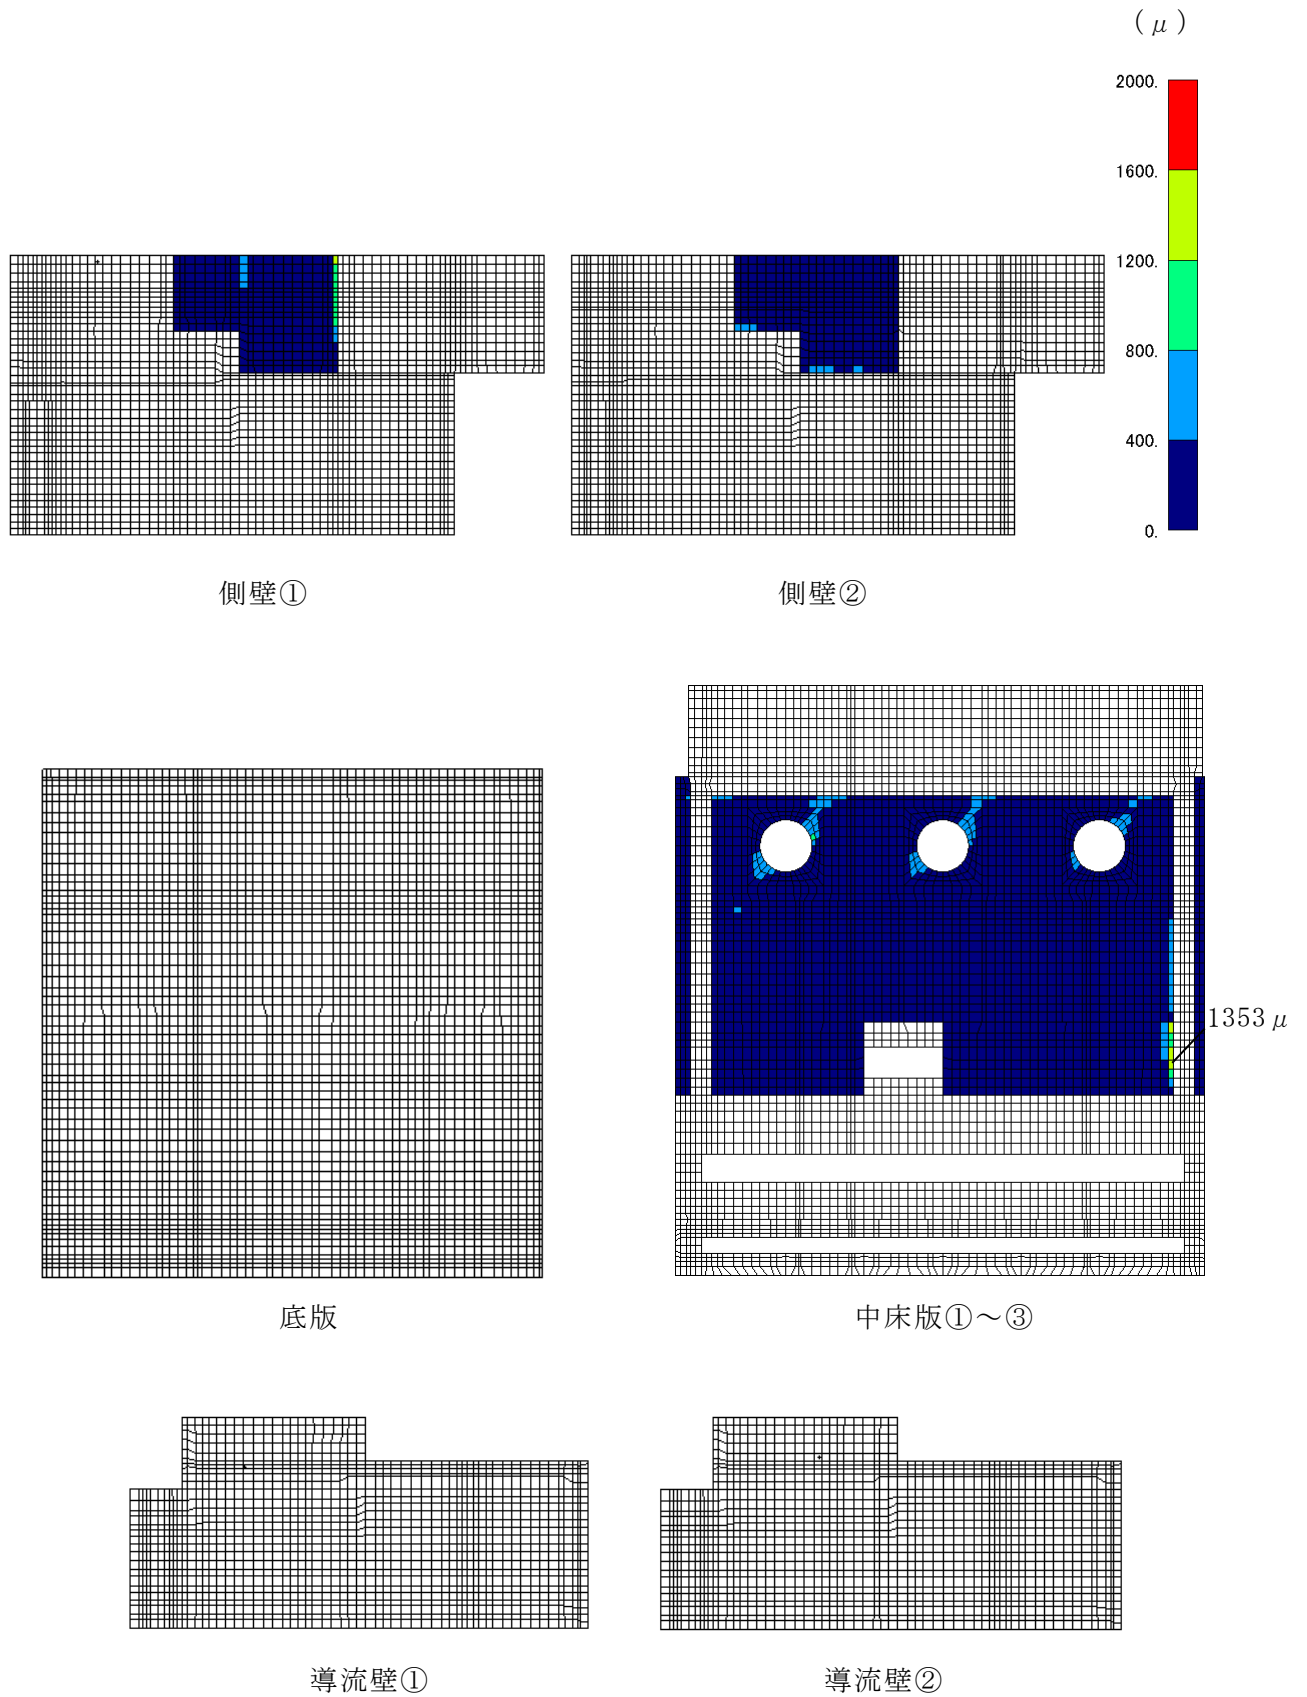 (μ)
2000.
1600.
1200.
800.
400.
0.
側壁①
側壁②
1353μ
底版
中床版①～③
導流壁①
導流壁②